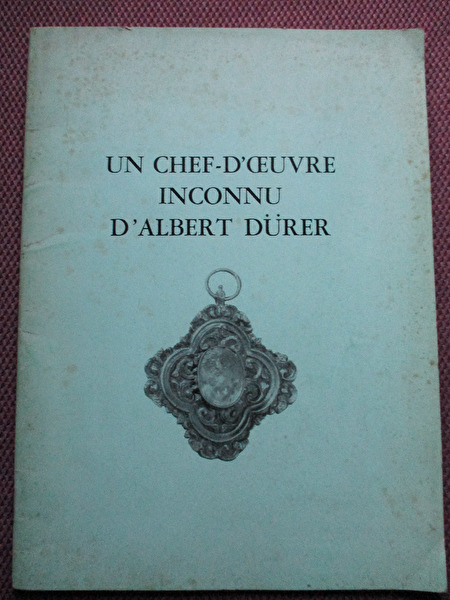 UN CHEF-D'ŒUVRE
INCONNU
D'ALBERT DÜRER